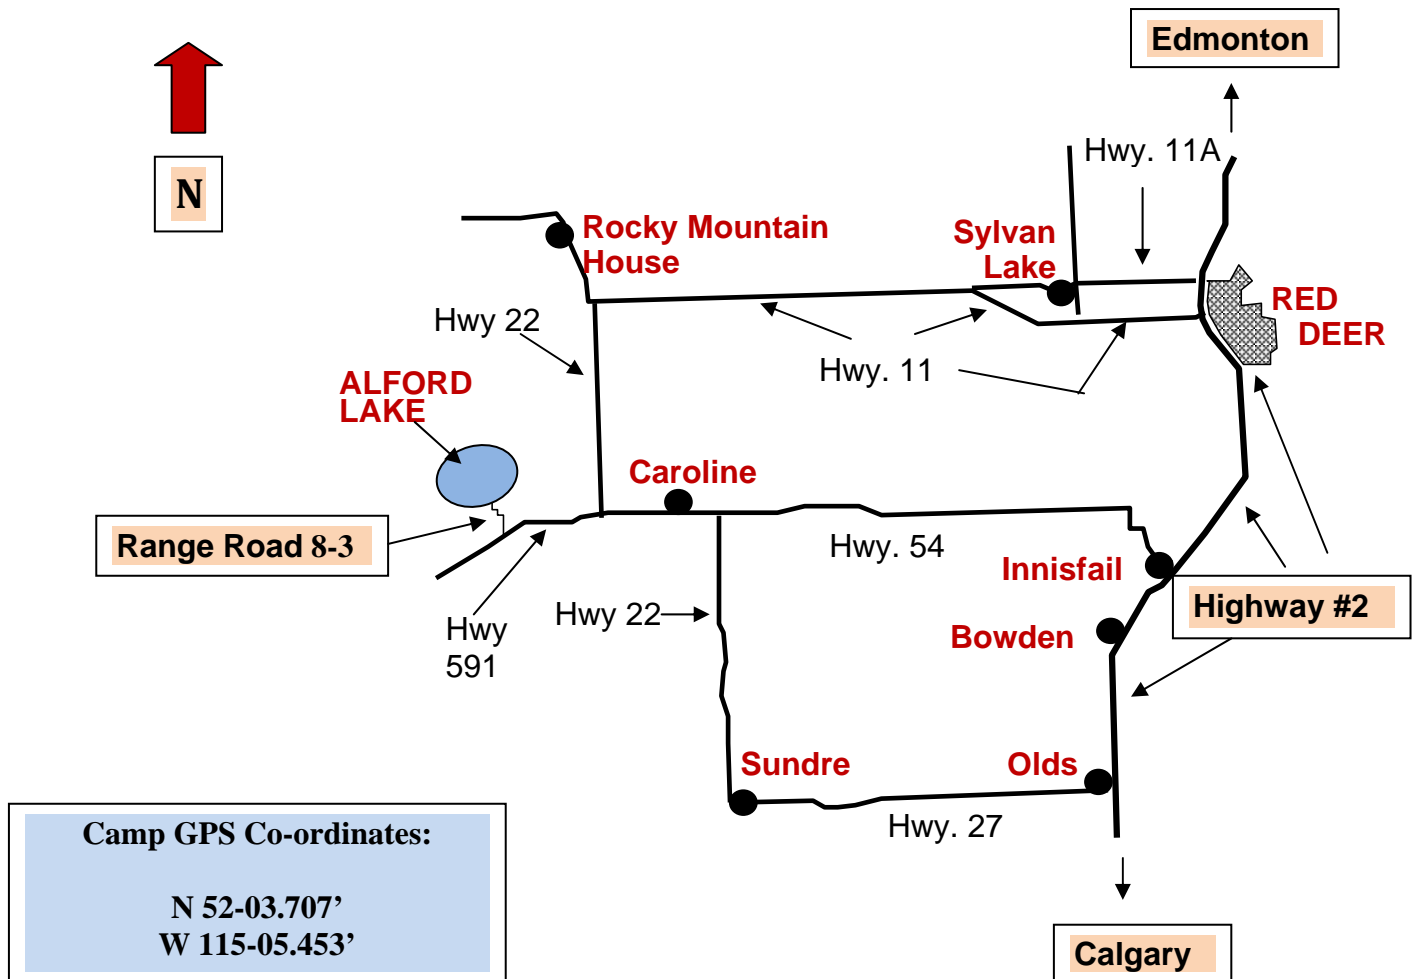 Edmonton
N
Hwy. 11A
Rocky Mountain
House
Sylvan
Lake
RED
DEER
Hwy 22
Hwy. 11
ALFORD
LAKE
Caroline
Range Road 8-3
Hwy. 54
Innisfail
Highway #2
Hwy
591
Hwy 22
Bowden
Sundre
Olds
Hwy. 27
Camp GPS Co-ordinates:
N 52-03.707’
W 115-05.453’
Calgary